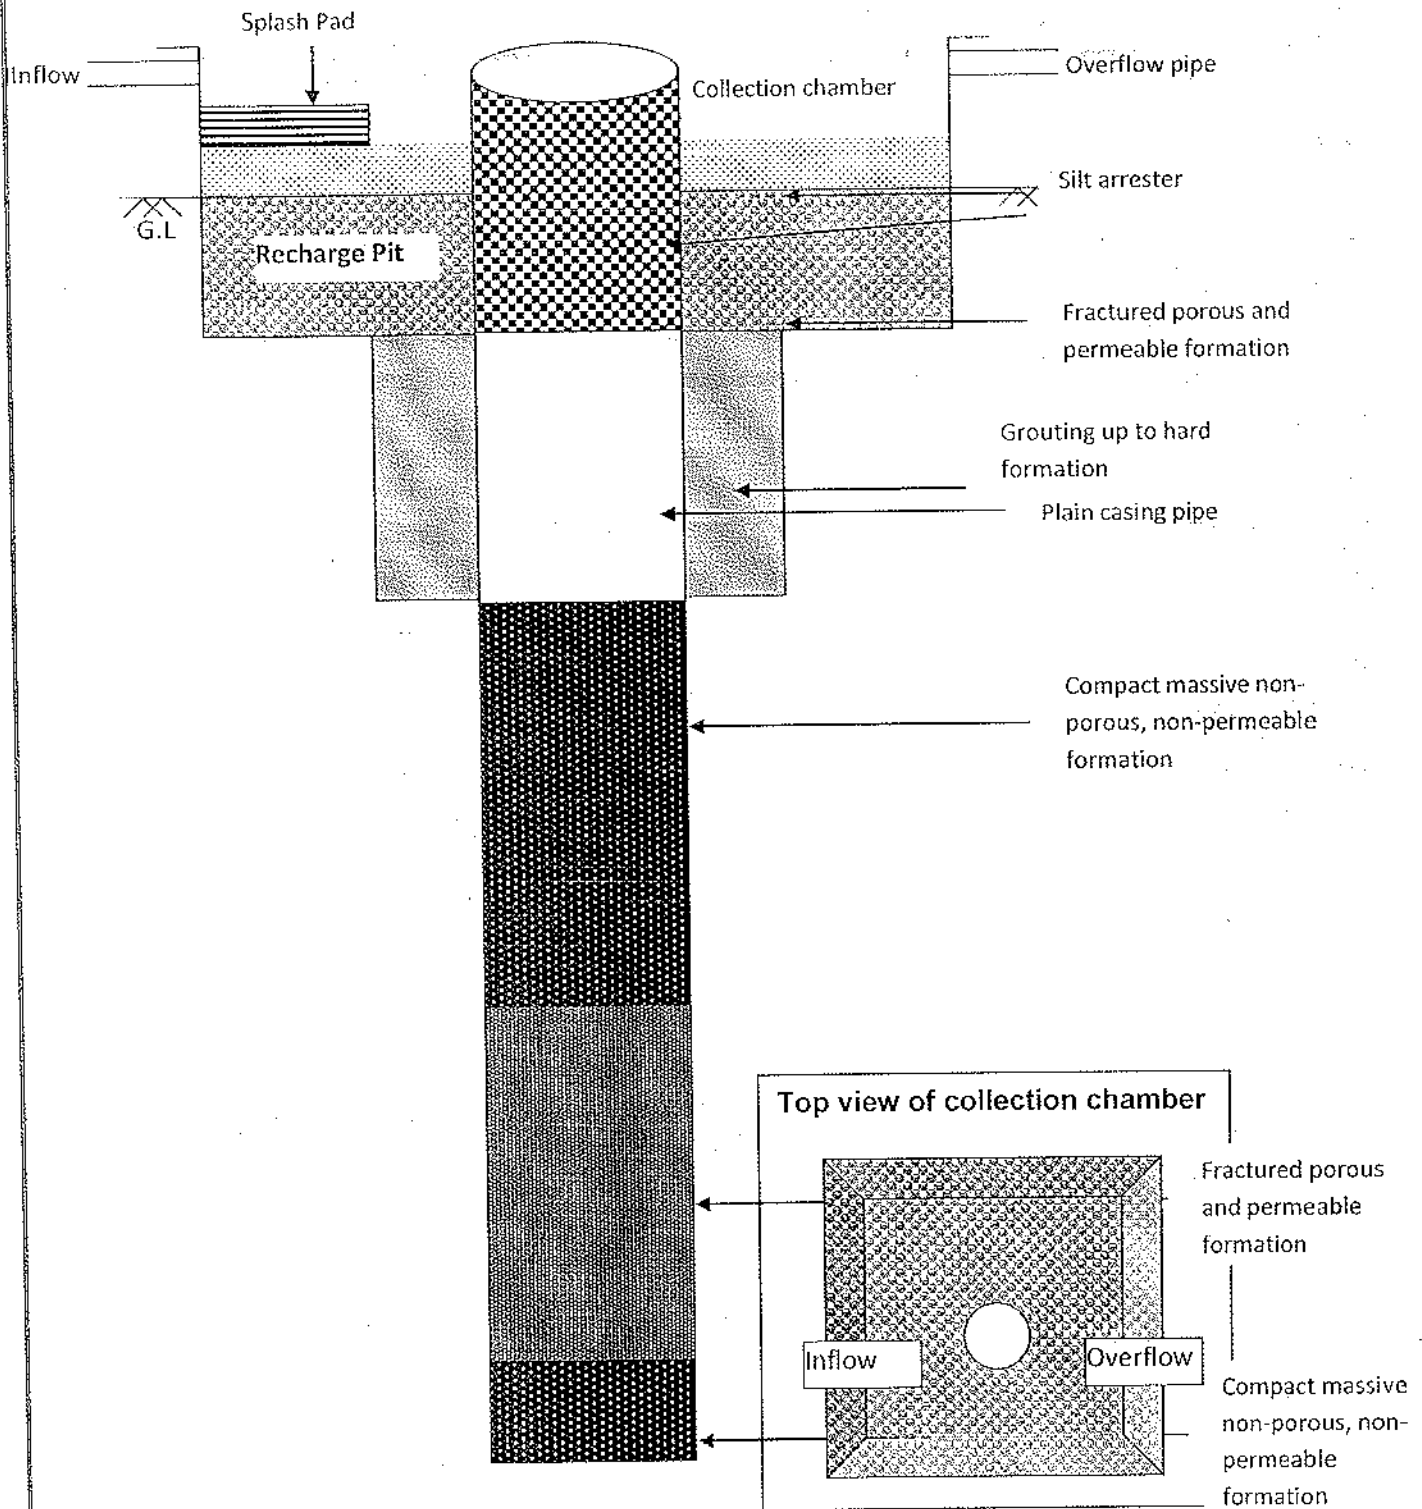 Splash Pad
Inflow
Collection chamber
Overflow pipe
Silt arrester
G.L
Recharge Pit
Fractured porous and
permeable formation
Grouting up to hard
formation
Plain casing pipe
Compact massive non-
porous, non-permeable
formation
Top view of collection chamber
Fractured porous
and permeable
formation
Inflow
Overflow
Compact massive
non-porous, non-
permeable
formation